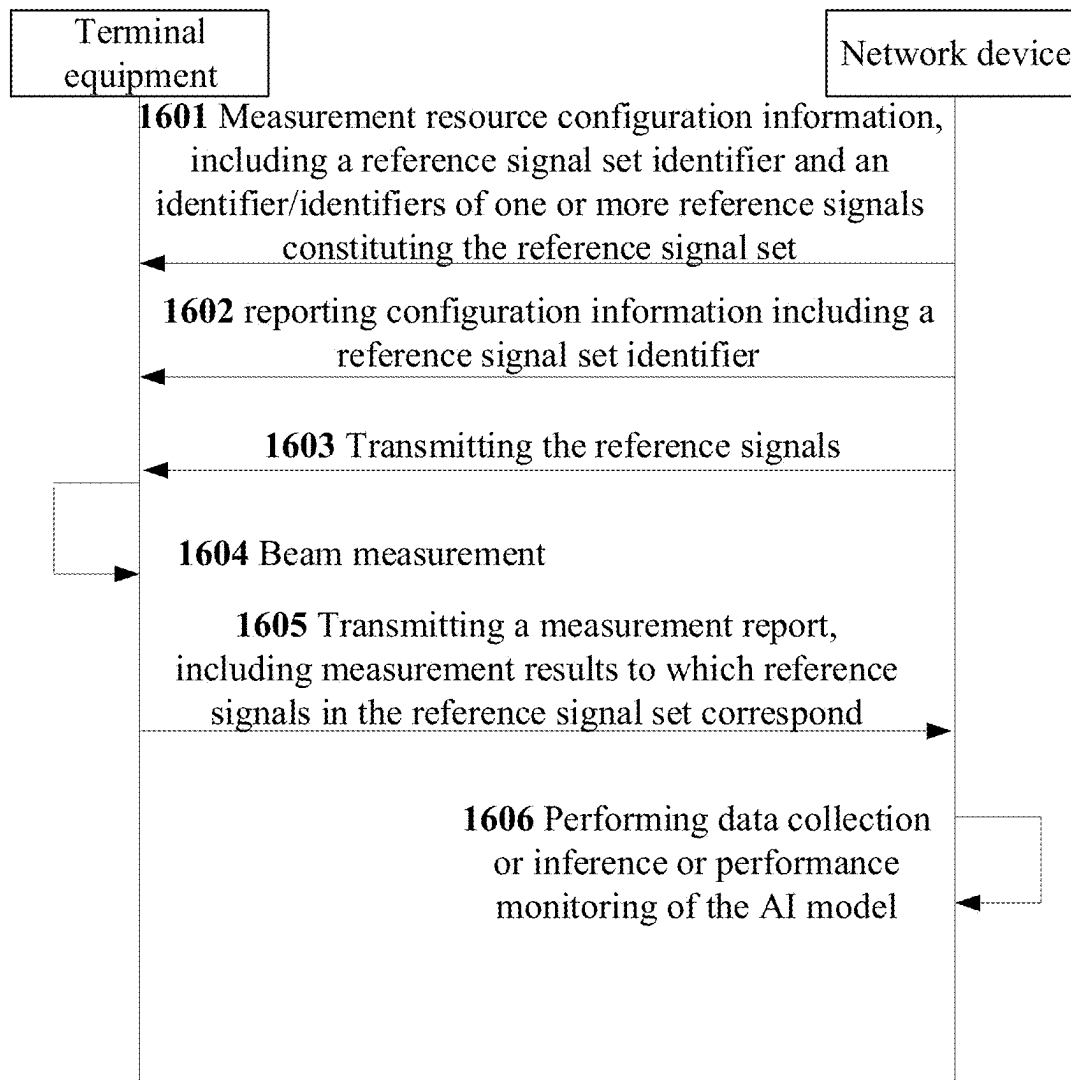 Terminal
equipment
Network device
1601 Measurement resource configuration information,
including a reference signal set identifier and an
identifier/identifiers of one or more reference signals
constituting the reference signal set
1602 reporting configuration information including a
reference signal set identifier
1603 Transmitting the reference signals
1604 Beam measurement
1605 Transmitting a measurement report,
including measurement results to which reference
signals in the reference signal set correspond
1606 Performing data collection
or inference or performance
monitoring of the AI model